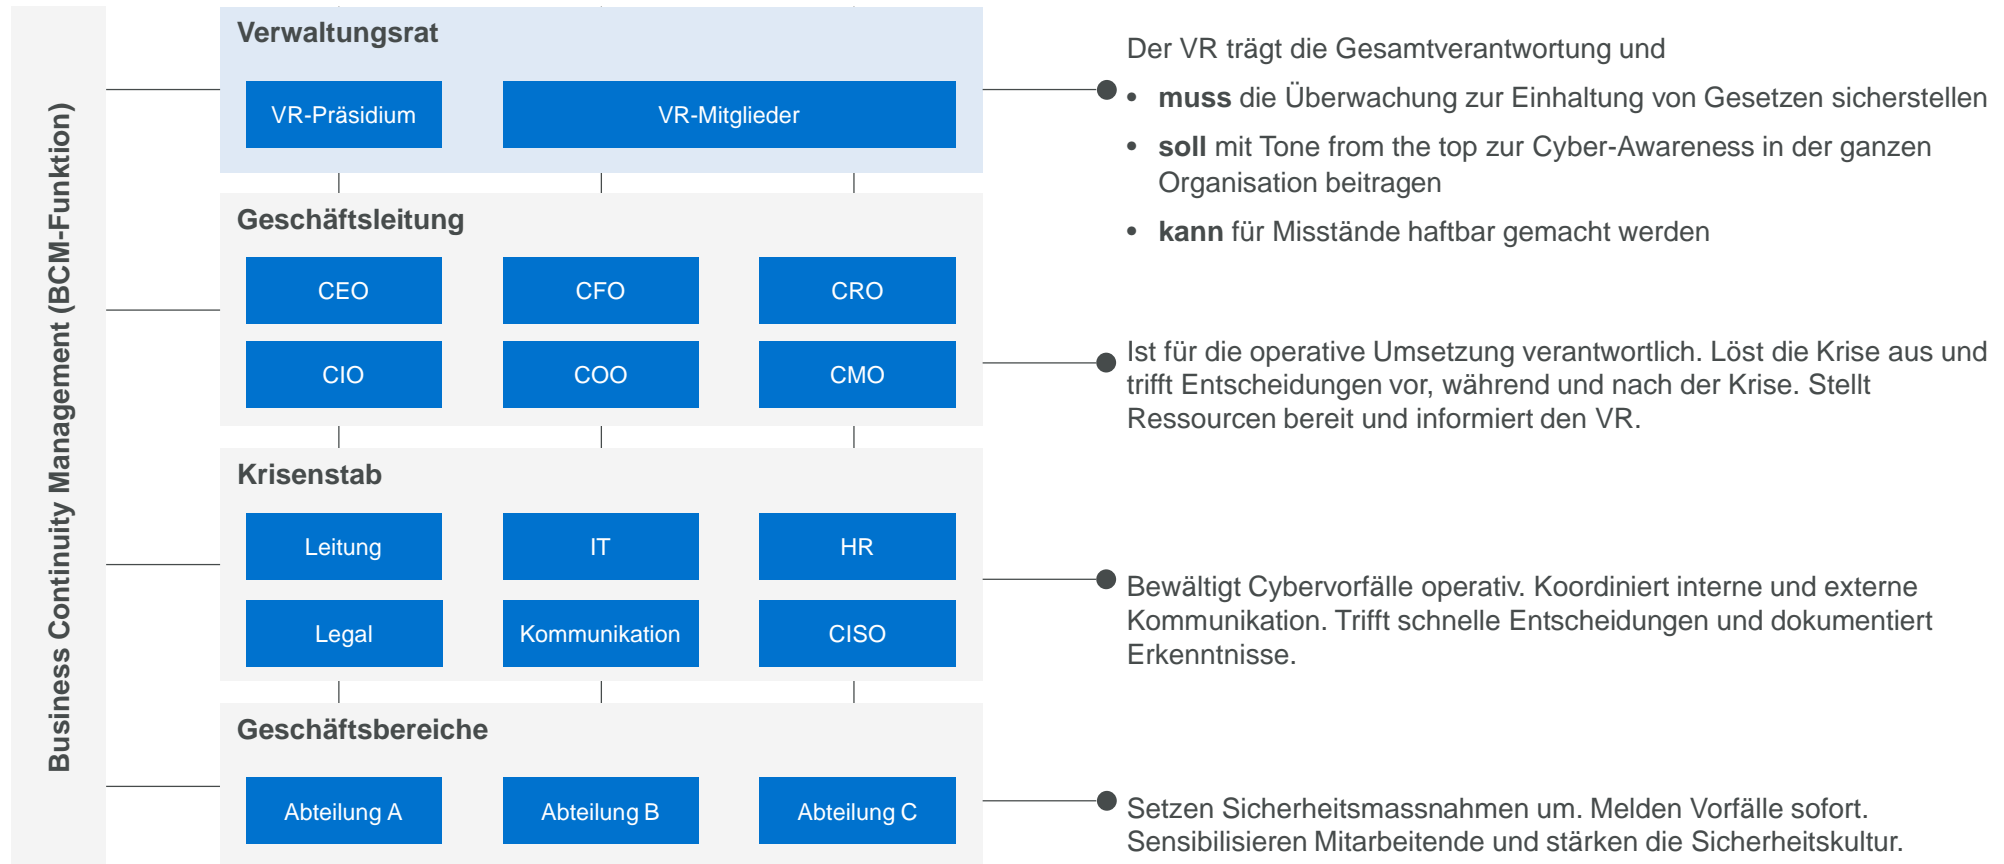 Business Continuity Management (BCM-Funktion)
Verwaltungsrat
VR-Präsidium
VR-Mitglieder
Der VR trägt die Gesamtverantwortung und
• muss die Überwachung zur Einhaltung von Gesetzen sicherstellen
• soll mit Tone from the top zur Cyber-Awareness in der ganzen
Organisation beitragen
• kann für Misstände haftbar gemacht werden
Geschäftsleitung
CEO
CFO
CRO
CIO
COO
CMO
Ist für die operative Umsetzung verantwortlich. Löst die Krise aus und
trifft Entscheidungen vor, während und nach der Krise. Stellt
Ressourcen bereit und informiert den VR.
Krisenstab
Leitung
IT
HR
Legal
Kommunikation
CISO
Bewältigt Cybervorfälle operativ. Koordiniert interne und externe
Kommunikation. Trifft schnelle Entscheidungen und dokumentiert
Erkenntnisse.
Geschäftsbereiche
Abteilung A
Abteilung B
Abteilung C
Setzen Sicherheitsmassnahmen um. Melden Vorfälle sofort.
Sensibilisieren Mitarbeitende und stärken die Sicherheitskultur.